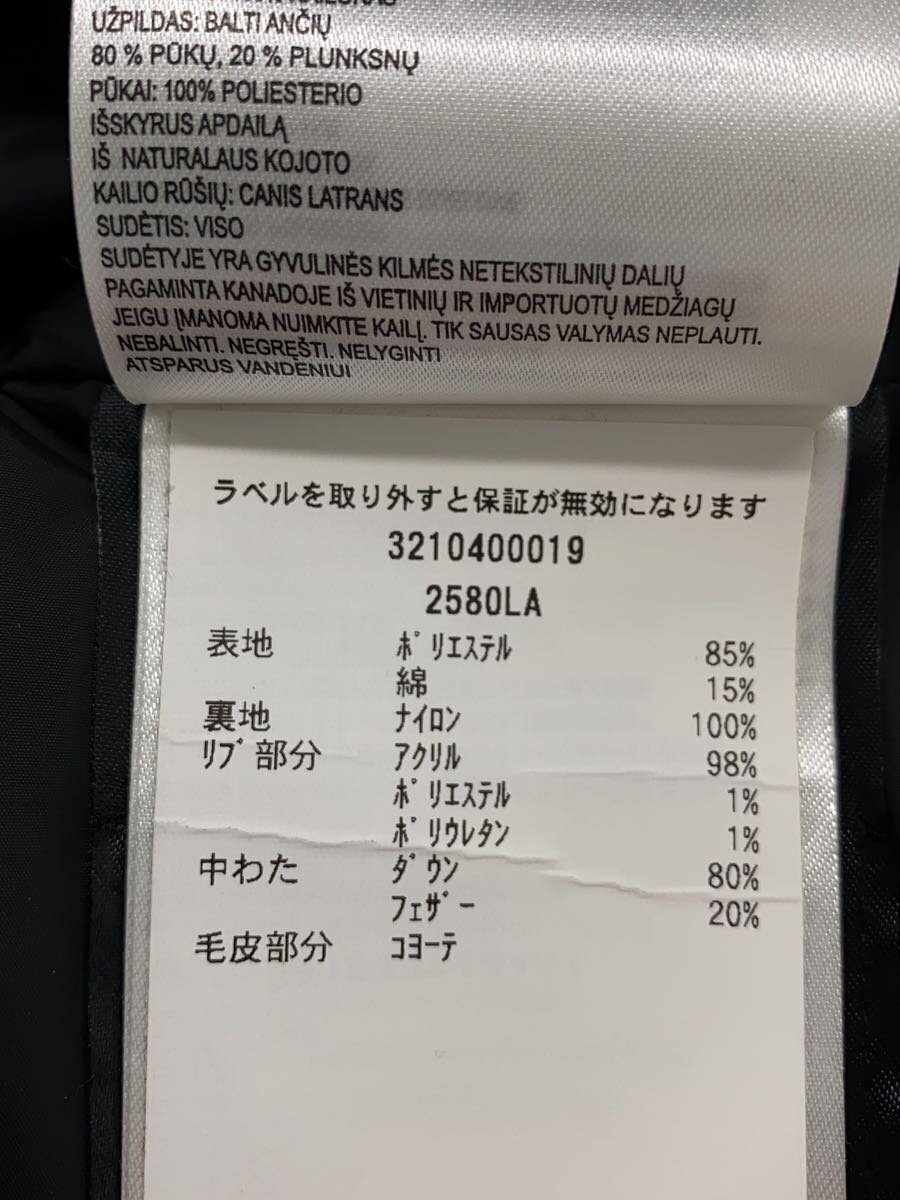 UŽPILDAS: BALTI ANČIŲ
80 % PŪKŲ, 20 % PLUNKSNŲ
PŪKAI: 100% POLIESTERIO
IŠSKYRUS APDAILĄ
IŠ NATURALAUS KOJOTO
KAILIO RŪŠIŲ: CANIS LATRANS
SUDĖTIS: VISO
SUDĖTYJE YRA GYVULINĖS KILMĖS NETEKSTILINIŲ DALIŲ
PAGAMINTA KANADOJE IŠ VIETINIŲ IR IMPORTUOTŲ MEDŽIAGŲ
JEIGU ĮMANOMA NUIMKITE KAILĮ. TIK SAUSAS VALYMAS NEPLAUTI.
NEBALINTI. NEGRĘŠTI. NELYGINTI
ATSPARUS VANDENIUI
ラベルを取り外すと保証が無効になります
3210400019
2580LA
表地 ﾎﾟﾘｴｽﾃﾙ 85%
綿 15%
裏地 ﾅｲﾛﾝ 100%
ﾘﾌﾞ部分 ｱｸﾘﾙ 98%
ﾎﾟﾘｴｽﾃﾙ 1%
ﾎﾟﾘｳﾚﾀﾝ 1%
中わた ﾀﾞｳﾝ 80%
ﾌｪｻﾞｰ 20%
毛皮部分 ｺﾖｰﾃ